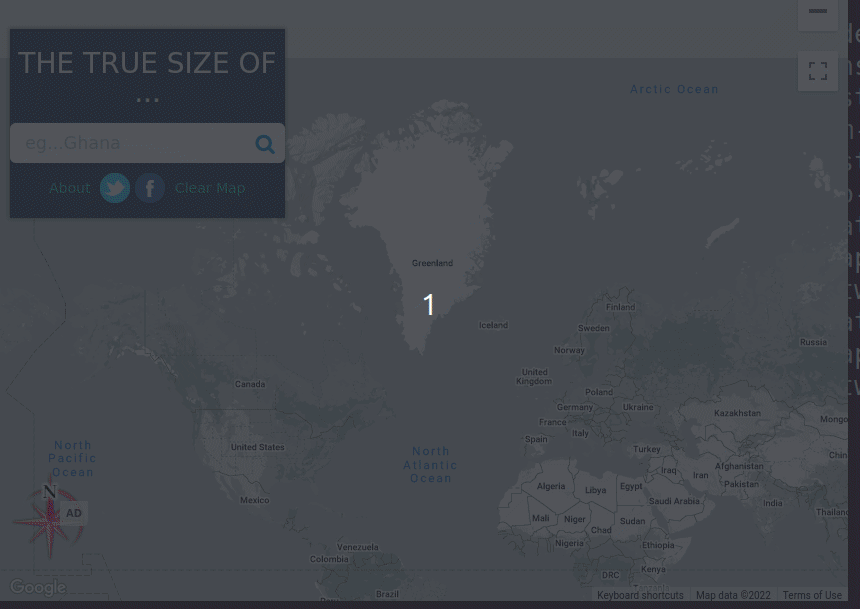 THE TRUE SIZE OF
...
eg...Ghana
About
Clear Map
Arctic Ocean
Greenland
1
Iceland
Finland
Sweden
Norway
Russia
United
Kingdom
Canada
Poland
Germany
Ukraine
Kazakhstan
Mongo
France
Italy
Spain
North
Pacific
Ocean
United States
North
Atlantic
Ocean
Turkey
Chin
Iraq
Iran
Afghanistan
Pakistan
Mexico
Algeria
Libya
Egypt
Saudi Arabia
India
Thailand
N
AD
Mali
Niger
Chad
Sudan
Nigeria
Ethiopia
Venezuela
Colombia
DRC
Kenya
Brazil
Google
Keyboard shortcuts
Map data ©2022
Terms of Use